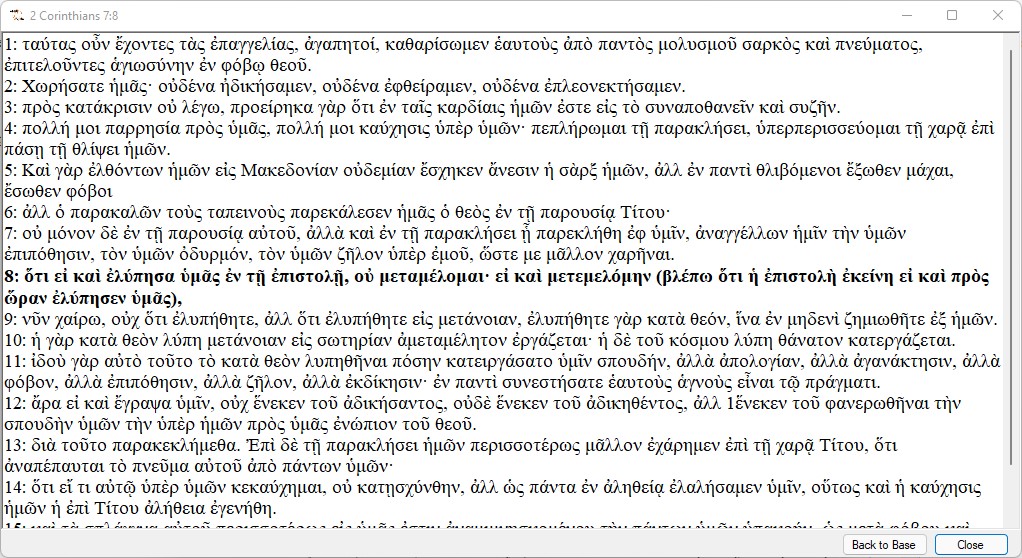 2 Corinthians 7:8
1: ταύτας οὖν ἔχοντες τὰς ἐπαγγελίας, ἀγαπητοί, καθαρίσωμεν ἑαυτοὺς ἀπὸ παντὸς μολυσμοῦ σαρκὸς καὶ πνεύματος,
ἐπιτελοῦντες ἁγιωσύνην ἐν φόβῳ θεοῦ.
2: Χωρήσατε ἡμᾶς· οὐδένα ἠδικήσαμεν, οὐδένα ἐφθείραμεν, οὐδένα ἐπλεονεκτήσαμεν.
3: πρὸς κατάκρισιν οὐ λέγω, προείρηκα γὰρ ὅτι ἐν ταῖς καρδίαις ἡμῶν ἐστε εἰς τὸ συναποθανεῖν καὶ συζῆν.
4: πολλή μοι παρρησία πρὸς ὑμᾶς, πολλή μοι καύχησις ὑπὲρ ὑμῶν· πεπλήρωμαι τῇ παρακλήσει, ὑπερπερισσεύομαι τῇ χαρᾷ ἐπὶ
πάσῃ τῇ θλίψει ἡμῶν.
5: Καὶ γὰρ ἐλθόντων ἡμῶν εἰς Μακεδονίαν οὐδεμίαν ἔσχηκεν ἄνεσιν ἡ σὰρξ ἡμῶν, ἀλλ ἐν παντὶ θλιβόμενοι ἔξωθεν μάχαι,
ἔσωθεν φόβοι
6: ἀλλ ὁ παρακαλῶν τοὺς ταπεινοὺς παρεκάλεσεν ἡμᾶς ὁ θεὸς ἐν τῇ παρουσίᾳ Τίτου·
7: οὐ μόνον δὲ ἐν τῇ παρουσίᾳ αὐτοῦ, ἀλλὰ καὶ ἐν τῇ παρακλήσει ᾗ παρεκλήθη ἐφ ὑμῖν, ἀναγγέλλων ἡμῖν τὴν ὑμῶν
ἐπιπόθησιν, τὸν ὑμῶν ὀδυρμόν, τὸν ὑμῶν ζῆλον ὑπὲρ ἐμοῦ, ὥστε με μᾶλλον χαρῆναι.
8: ὅτι εἰ καὶ ἐλύπησα ὑμᾶς ἐν τῇ ἐπιστολῇ, οὐ μεταμέλομαι· εἰ καὶ μετεμελόμην (βλέπω ὅτι ἡ ἐπιστολὴ ἐκείνη εἰ καὶ πρὸς
ὥραν ἐλύπησεν ὑμᾶς),
9: νῦν χαίρω, οὐχ ὅτι ἐλυπήθητε, ἀλλ ὅτι ἐλυπήθητε εἰς μετάνοιαν, ἐλυπήθητε γὰρ κατὰ θεόν, ἵνα ἐν μηδενὶ ζημιωθῆτε ἐξ ἡμῶν.
10: ἡ γὰρ κατὰ θεὸν λύπη μετάνοιαν εἰς σωτηρίαν ἀμεταμέλητον ἐργάζεται· ἡ δὲ τοῦ κόσμου λύπη θάνατον κατεργάζεται.
11: ἰδοὺ γὰρ αὐτὸ τοῦτο τὸ κατὰ θεὸν λυπηθῆναι πόσην κατειργάσατο ὑμῖν σπουδήν, ἀλλὰ ἀπολογίαν, ἀλλὰ ἀγανάκτησιν, ἀλλὰ
φόβον, ἀλλὰ ἐπιπόθησιν, ἀλλὰ ζῆλον, ἀλλὰ ἐκδίκησιν· ἐν παντὶ συνεστήσατε ἑαυτοὺς ἁγνοὺς εἶναι τῷ πράγματι.
12: ἄρα εἰ καὶ ἔγραψα ὑμῖν, οὐχ ἕνεκεν τοῦ ἀδικήσαντος, οὐδὲ ἕνεκεν τοῦ ἀδικηθέντος, ἀλλ 1ἕνεκεν τοῦ φανερωθῆναι τὴν
σπουδὴν ὑμῶν τὴν ὑπὲρ ἡμῶν πρὸς ὑμᾶς ἐνώπιον τοῦ θεοῦ.
13: διὰ τοῦτο παρακεκλήμεθα. Ἐπὶ δὲ τῇ παρακλήσει ἡμῶν περισσοτέρως μᾶλλον ἐχάρημεν ἐπὶ τῇ χαρᾷ Τίτου, ὅτι
ἀναπέπαυται τὸ πνεῦμα αὐτοῦ ἀπὸ πάντων ὑμῶν·
14: ὅτι εἴ τι αὐτῷ ὑπὲρ ὑμῶν κεκαύχημαι, οὐ κατῃσχύνθην, ἀλλ ὡς πάντα ἐν ἀληθείᾳ ἐλαλήσαμεν ὑμῖν, οὕτως καὶ ἡ καύχησις
ἡμῶν ἡ ἐπὶ Τίτου ἀλήθεια ἐγενήθη.
Back to Base
Close